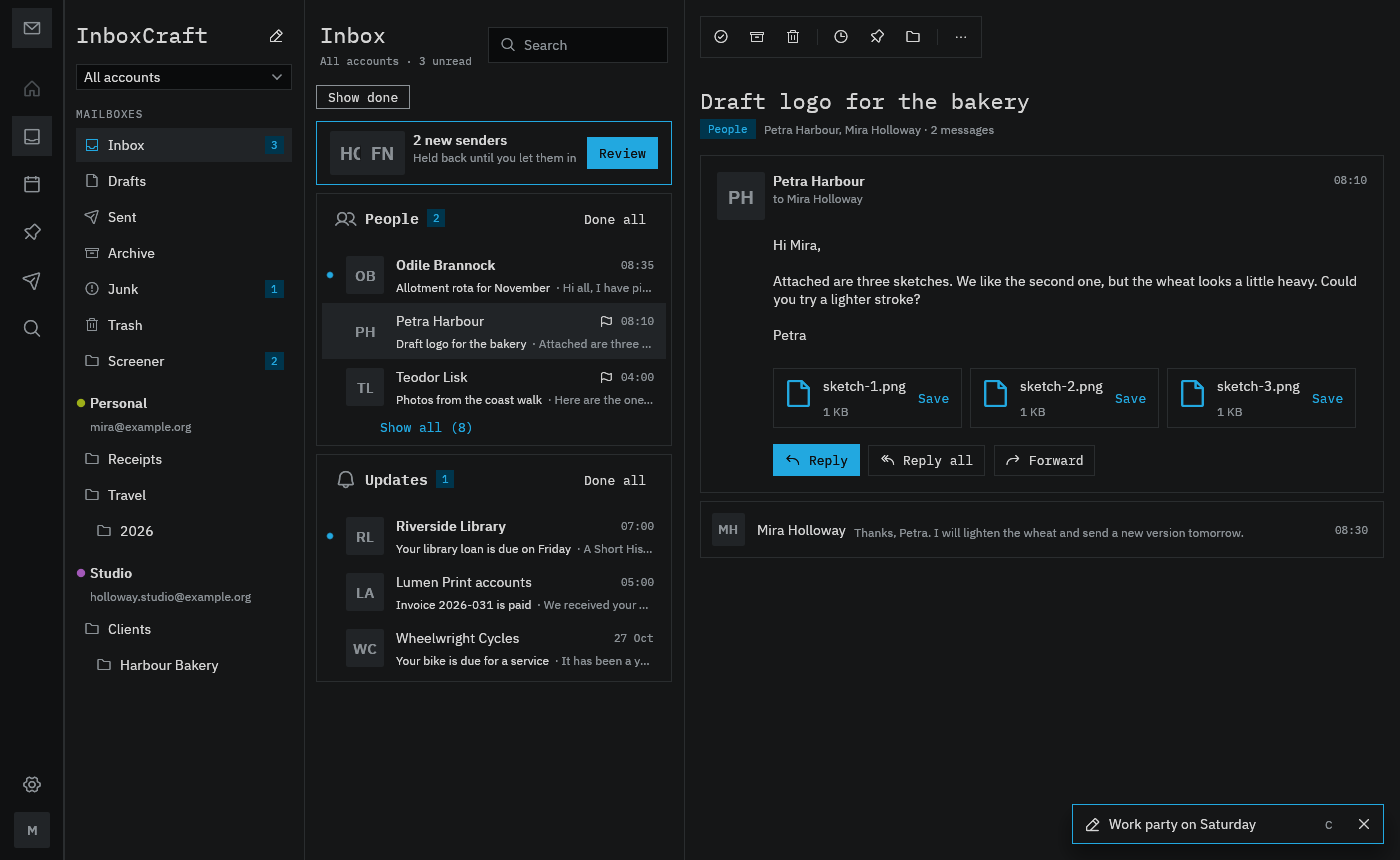 InboxCraft
All accounts
MAILBOXES
Inbox 3
Drafts
Sent
Archive
Junk 1
Trash
Screener 2
Personal
mira@example.org
Receipts
Travel
2026
Studio
holloway.studio@example.org
Clients
Harbour Bakery
M
Inbox
All accounts · 3 unread
Search
Show done
HC FN
2 new senders
Held back until you let them in
Review
People 2 Done all
OB
Odile Brannock 08:35
Allotment rota for November · Hi all, I have pi...
PH
Petra Harbour 08:10
Draft logo for the bakery · Attached are three ...
TL
Teodor Lisk 04:00
Photos from the coast walk · Here are the one...
Show all (8)
Updates 1 Done all
RL
Riverside Library 07:00
Your library loan is due on Friday · A Short His...
LA
Lumen Print accounts 05:00
Invoice 2026-031 is paid · We received your ...
WC
Wheelwright Cycles 27 Oct
Your bike is due for a service · It has been a y...
Draft logo for the bakery
People Petra Harbour, Mira Holloway · 2 messages
PH
Petra Harbour 08:10
to Mira Holloway
Hi Mira,
Attached are three sketches. We like the second one, but the wheat looks a little heavy. Could
you try a lighter stroke?
Petra
sketch-1.png
1 KB
Save
sketch-2.png
1 KB
Save
sketch-3.png
1 KB
Save
Reply
Reply all
Forward
MH Mira Holloway Thanks, Petra. I will lighten the wheat and send a new version tomorrow. 08:30
Work party on Saturday C